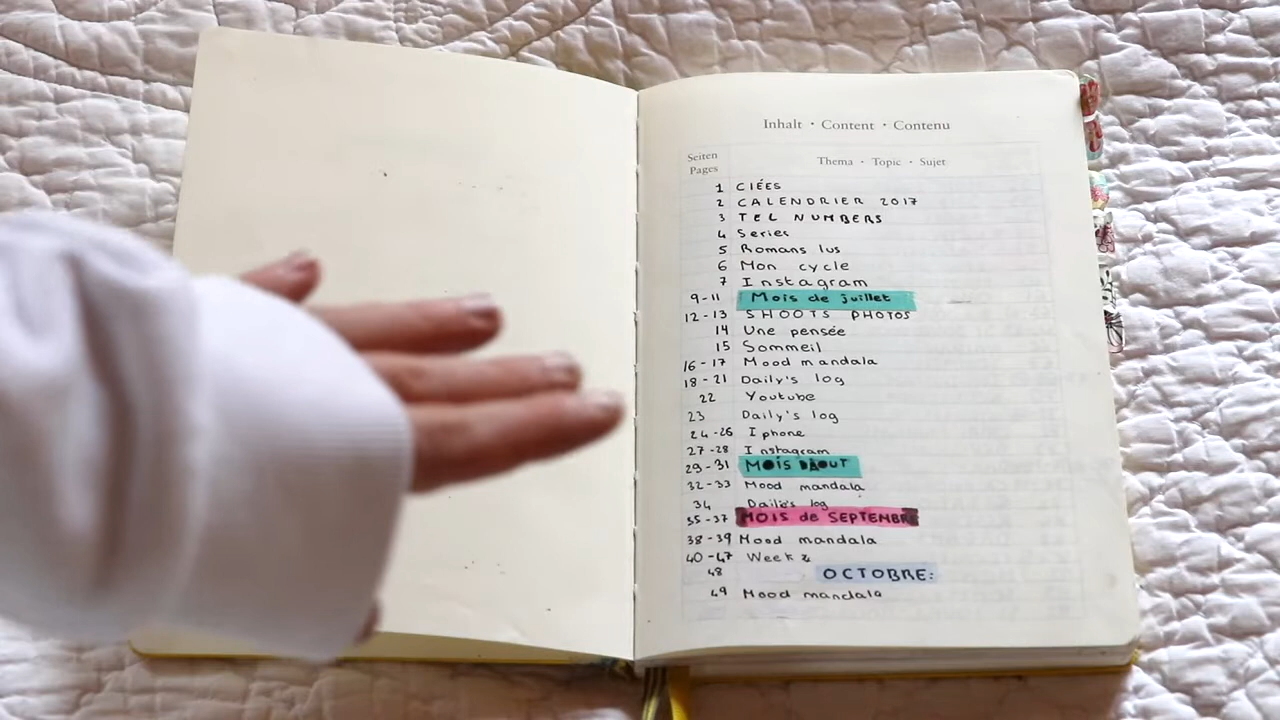 Inhalt • Content • Contenu
Seiten
Pages
Thema • Topic • Sujet
1 CLÉES
2 CALENDRIER 2017
3 TEL NUMBERS
4 Series
5 Romans lus
6 Mon cycle
7 Instagram
9-11 Mois de juillet
12-13 SHOOTS PHOTOS
14 Une pensée
15 Sommeil
16-17 Mood mandala
18-21 Daily's log
22 Youtube
23 Daily's log
24-26 Iphone
27-28 Instagram
29-31 MOIS D'AOUT
32-33 Mood mandala
34 Daily's log
35-37 MOIS de SEPTEMBRE
38-39 Mood mandala
40-47 Week 2
48 OCTOBRE:
49 Mood mandala